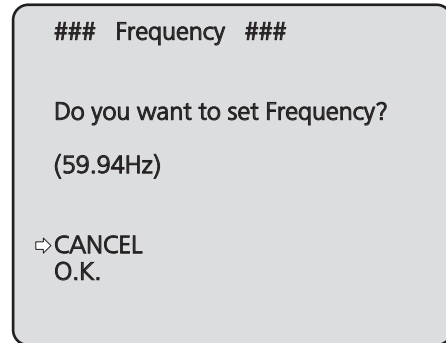 ### Frequency ###
Do you want to set Frequency?
(59.94Hz)
⇨CANCEL
O.K.